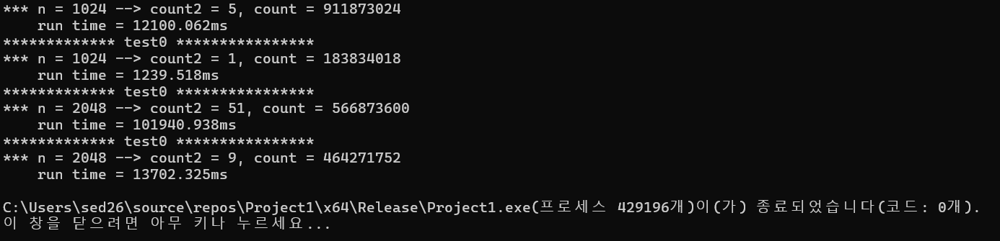 *** n = 1024 --> count2 = 5, count = 911873024
    run time = 12100.062ms
************* test0 ****************
*** n = 1024 --> count2 = 1, count = 183834018
    run time = 1239.518ms
************* test0 ****************
*** n = 2048 --> count2 = 51, count = 566873600
    run time = 101940.938ms
************* test0 ****************
*** n = 2048 --> count2 = 9, count = 464271752
    run time = 13702.325ms

C:\Users\sed26\source\repos\Project1\x64\Release\Project1.exe(프로세스 429196개)이(가) 종료되었습니다(코드: 0개).
이 창을 닫으려면 아무 키나 누르세요...